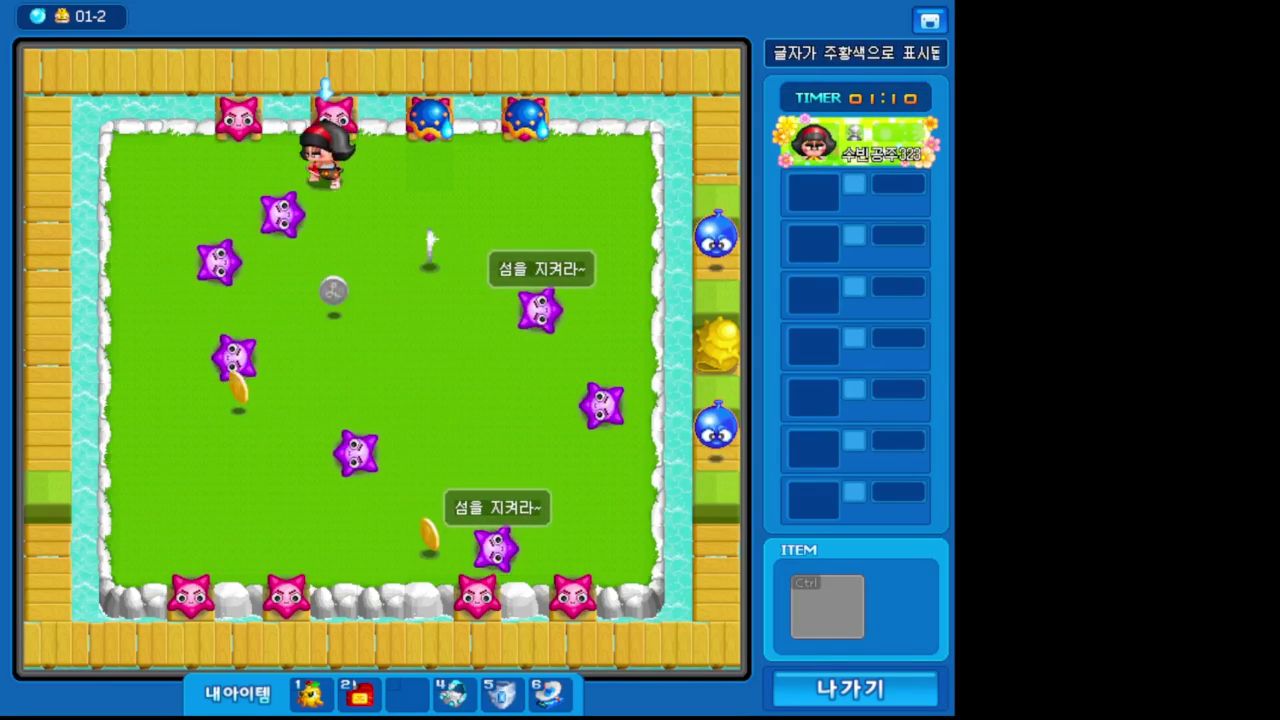 01-2
글자가 주황색으로 표시됩
TIMER 01:10
수빈공주323
섬을 지켜라~
섬을 지켜라~
ITEM
Ctrl
내아이템 1 2 4 5 6
나가기